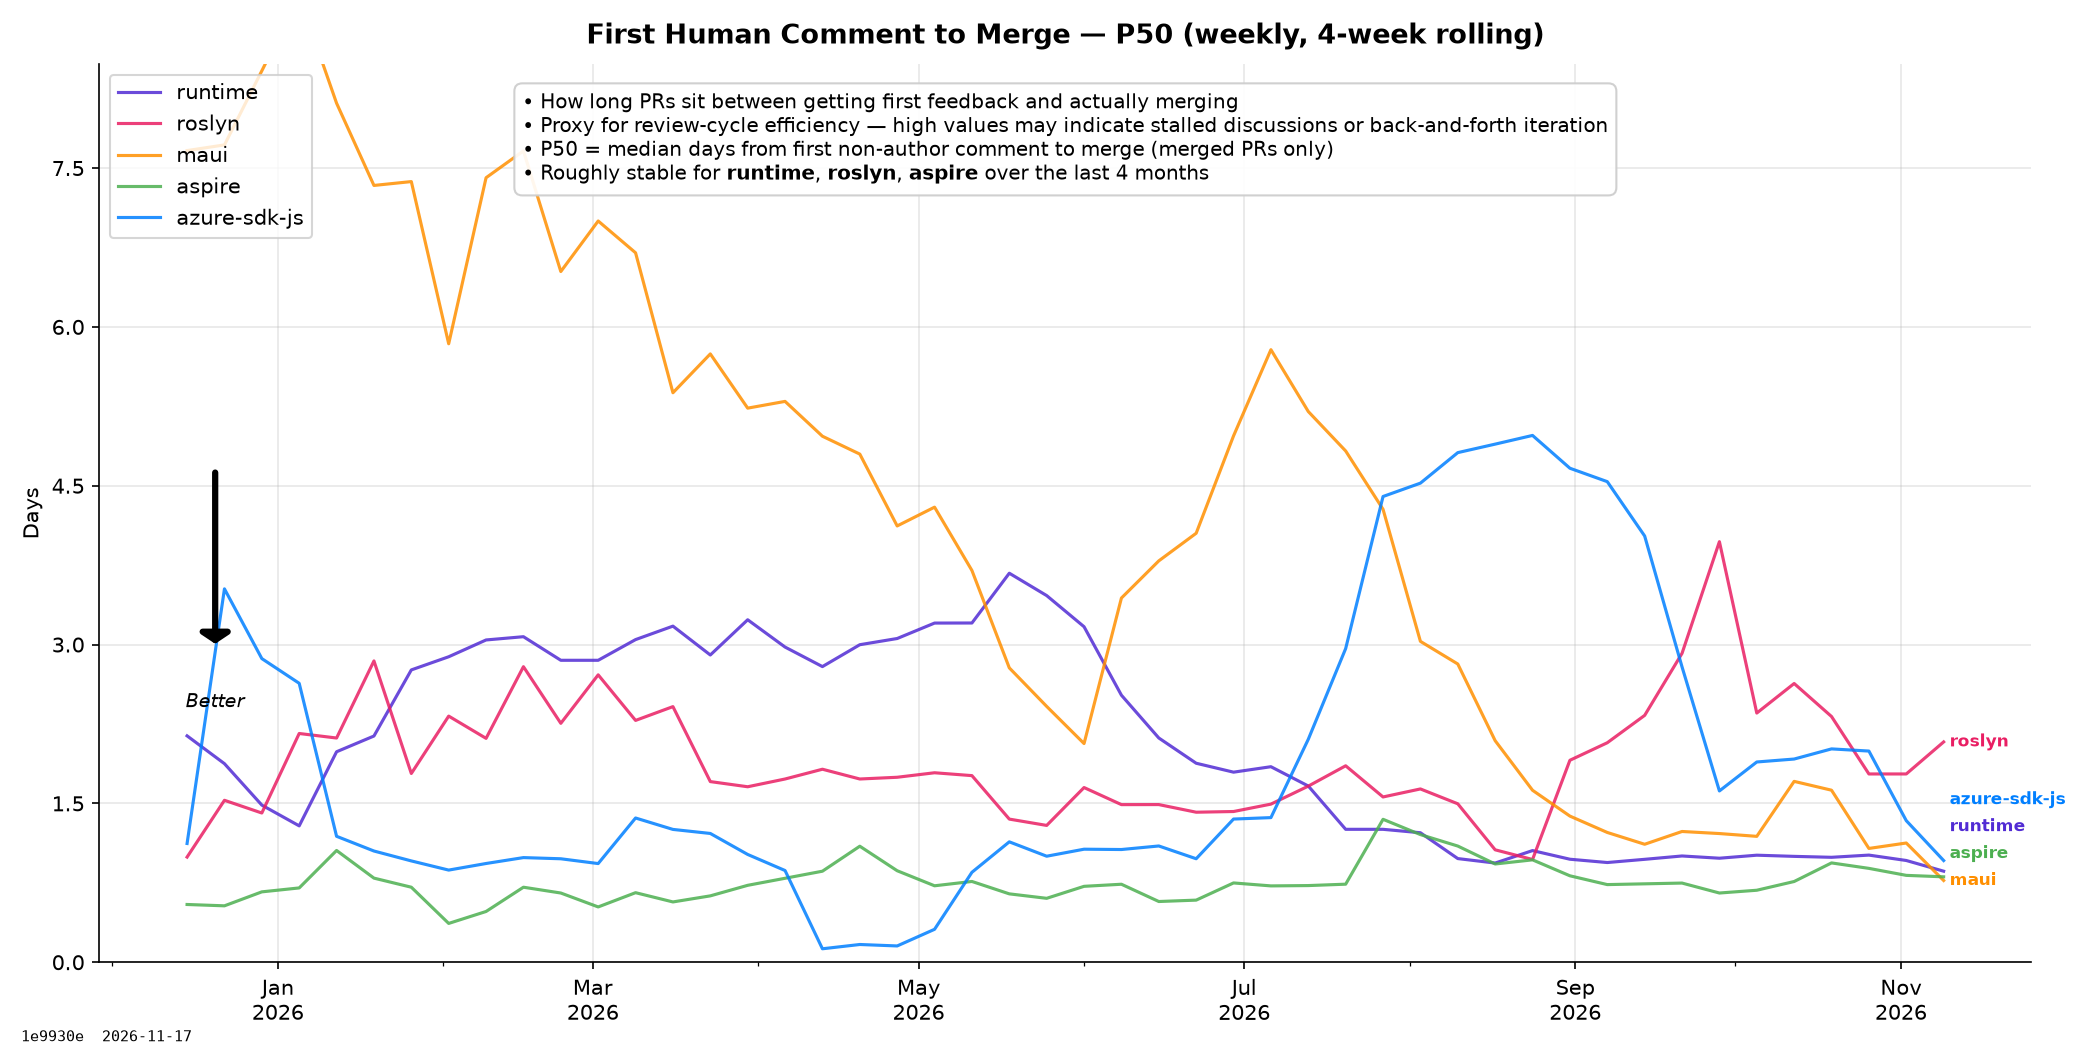 First Human Comment to Merge — P50 (weekly, 4-week rolling)
runtime
roslyn
maui
aspire
azure-sdk-js
• How long PRs sit between getting first feedback and actually merging
• Proxy for review-cycle efficiency — high values may indicate stalled discussions or back-and-forth iteration
• P50 = median days from first non-author comment to merge (merged PRs only)
• Roughly stable for runtime, roslyn, aspire over the last 4 months
7.5
6.0
4.5
3.0
1.5
0.0
Days
Better
roslyn
azure-sdk-js
runtime
aspire
maui
Jan
2026
Mar
2026
May
2026
Jul
2026
Sep
2026
Nov
2026
1e9930e 2026-11-17